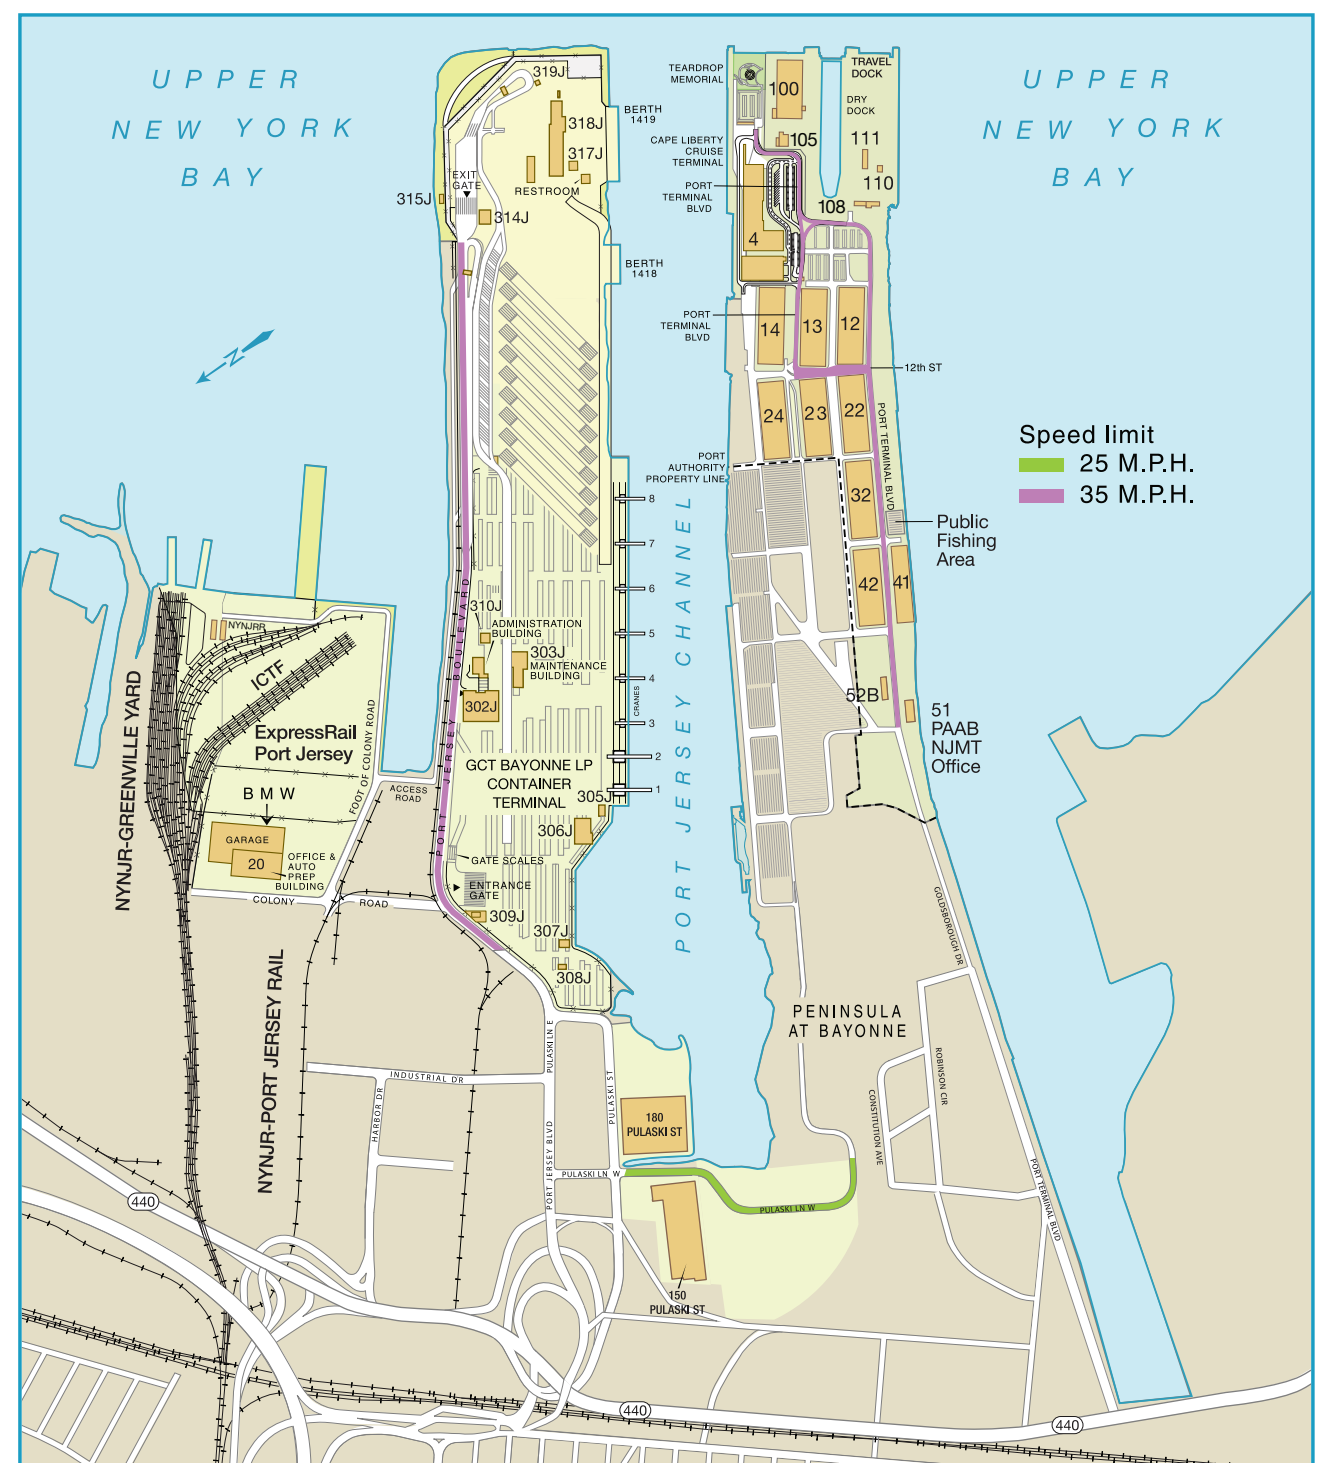 UPPER
NEW YORK
BAY
UPPER
NEW YORK
BAY
N
319J
318J
317J
RESTROOM
EXIT
GATE
315J
314J
BERTH
1419
BERTH
1418
TEARDROP
MEMORIAL
CAPE LIBERTY
CRUISE
TERMINAL
PORT
TERMINAL
BLVD
PORT
TERMINAL
BLVD
100
105
TRAVEL
DOCK
DRY
DOCK
111
110
108
4
14
13
12
12th ST
24
23
22
PORT TERMINAL BLVD
PORT
AUTHORITY
PROPERTY LINE
32
42
41
52B
Speed limit
25 M.P.H.
35 M.P.H.
Public
Fishing
Area
51
PAAB
NJMT
Office
8
7
6
5
4
3
2
1
CRANES
PORT JERSEY CHANNEL
310J
ADMINISTRATION
BUILDING
303J
MAINTENANCE
BUILDING
302J
PORT JERSEY BOULEVARD
GCT BAYONNE LP
CONTAINER
TERMINAL
305J
306J
GATE SCALES
ENTRANCE
GATE
309J
307J
308J
NYNJRR
ICTF
ExpressRail
Port Jersey
BMW
GARAGE
20
OFFICE &
AUTO
PREP
BUILDING
FOOT OF COLONY ROAD
ACCESS
ROAD
COLONY ROAD
NYNJR-GREENVILLE YARD
NYNJR-PORT JERSEY RAIL
INDUSTRIAL DR
HARBOR DR
PULASKI LN E
PORT JERSEY BLVD
PULASKI ST
PULASKI LN W
180
PULASKI ST
PULASKI LN W
150
PULASKI ST
PENINSULA
AT BAYONNE
GOLDSBOROUGH DR
ROBINSON CIR
CONSTITUTION AVE
PORT TERMINAL BLVD
440
440
440